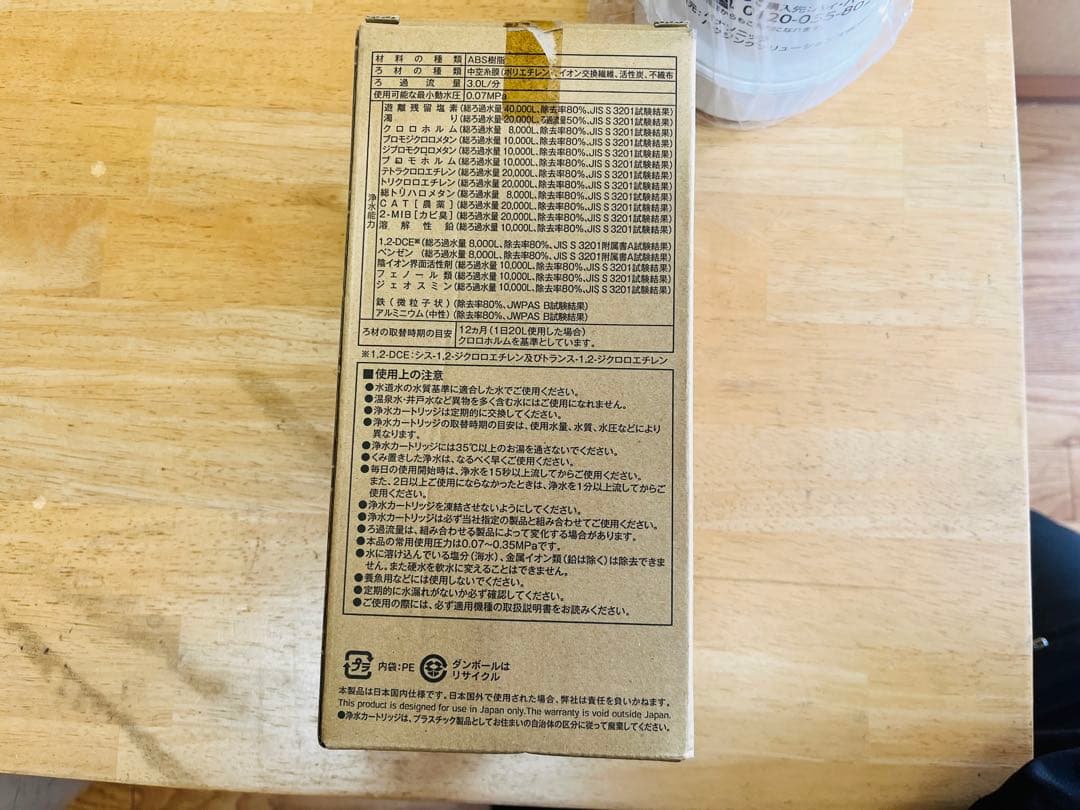 購入先:ハイ・
0120-055-802
材料の種類 ABS樹脂
ろ材の種類 中空糸膜(ポリエチレン)、イオン交換繊維、活性炭、不織布
ろ過流量 3.0L/分
使用可能な最小動水圧 0.07MPa
浄水能力
遊離残留塩素(総ろ過水量 40,000L、除去率80%、JIS S 3201試験結果)
濁り(総ろ過水量 20,000L、ろ過流量50%、JIS S 3201試験結果)
クロロホルム(総ろ過水量 8,000L、除去率80%、JIS S 3201試験結果)
ブロモジクロロメタン(総ろ過水量 10,000L、除去率80%、JIS S 3201試験結果)
ジブロモクロロメタン(総ろ過水量 10,000L、除去率80%、JIS S 3201試験結果)
ブロモホルム(総ろ過水量 10,000L、除去率80%、JIS S 3201試験結果)
テトラクロロエチレン(総ろ過水量 20,000L、除去率80%、JIS S 3201試験結果)
トリクロロエチレン(総ろ過水量 20,000L、除去率80%、JIS S 3201試験結果)
総トリハロメタン(総ろ過水量 8,000L、除去率80%、JIS S 3201試験結果)
CAT[農薬](総ろ過水量 20,000L、除去率80%、JIS S 3201試験結果)
2-MIB[カビ臭](総ろ過水量 20,000L、除去率80%、JIS S 3201試験結果)
溶解性鉛(総ろ過水量 10,000L、除去率80%、JIS S 3201試験結果)
1,2-DCE※(総ろ過水量 8,000L、除去率80%、JIS S 3201附属書A試験結果)
ベンゼン(総ろ過水量 8,000L、除去率80%、JIS S 3201附属書A試験結果)
陰イオン界面活性剤(総ろ過水量 10,000L、除去率80%、JIS S 3201試験結果)
フェノール類(総ろ過水量 10,000L、除去率80%、JIS S 3201試験結果)
ジェオスミン(総ろ過水量 10,000L、除去率80%、JIS S 3201試験結果)
鉄(微粒子状)(除去率80%、JWPAS B試験結果)
アルミニウム(中性)(除去率80%、JWPAS B試験結果)
ろ材の取替時期の目安 12ヵ月(1日20L使用した場合)
クロロホルムを基準としています。
※1,2-DCE:シス-1,2-ジクロロエチレン及びトランス-1,2-ジクロロエチレン
■使用上の注意
●水道水の水質基準に適合した水でご使用ください。
●温泉水・井戸水など異物を多く含む水にはご使用になれません。
●浄水カートリッジは定期的に交換してください。
●浄水カートリッジの取替時期の目安は、使用水量、水質、水圧などにより
異なります。
●浄水カートリッジには35℃以上のお湯を通さないでください。
●くみ置きした浄水は、なるべく早くご使用ください。
●毎日の使用開始時は、浄水を15秒以上流してからご使用ください。
また、2日以上ご使用にならなかったときは、浄水を1分以上流してからご
使用ください。
●浄水カートリッジを凍結させないようにしてください。
●浄水カートリッジは必ず当社指定の製品と組み合わせてご使用ください。
●ろ過流量は、組み合わせる製品によって変化する場合があります。
●本品の常用使用圧力は0.07~0.35MPaです。
●水に溶け込んでいる塩分(海水)、金属イオン類(鉛は除く)は除去できま
せん。また硬水を軟水に変えることはできません。
●養魚用などには使用しないでください。
●定期的に水漏れがないか必ず確認してください。
●ご使用の際には、必ず適用機種の取扱説明書をお読みください。
プラ 内袋:PE ダンボールは
リサイクル
本製品は日本国内仕様です。日本国外で使用された場合、弊社は責任を負いかねます。
This product is designed for use in Japan only.The warranty is void outside Japan.
●浄水カートリッジは、プラスチック製品としてお住まいの自治体の区分に従って廃棄してください。